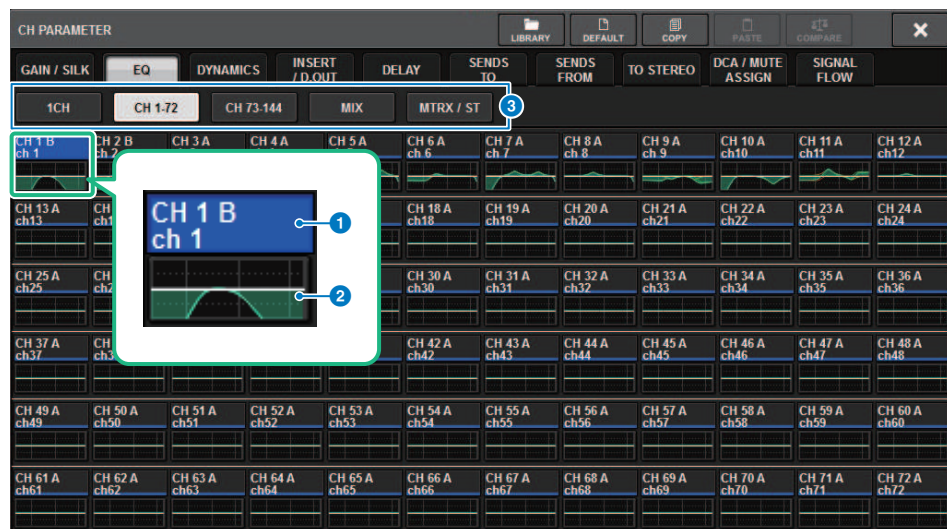 CH PARAMETER
LIBRARY DEFAULT COPY PASTE COMPARE
GAIN / SILK EQ DYNAMICS INSERT / D.OUT DELAY SENDS TO SENDS FROM TO STEREO DCA / MUTE ASSIGN SIGNAL FLOW
1CH CH 1-72 CH 73-144 MIX MTRX / ST 3
CH 1 B CH 2 B CH 3 A CH 4 A CH 5 A CH 6 A CH 7 A CH 8 A CH 9 A CH 10 A CH 11 A CH 12 A
ch 1 ch 2 ch 6 ch 7 ch 8 ch 9 ch10 ch11 ch12
CH 1 B 1
ch 1
2
CH 13 A CH 18 A CH 19 A CH 20 A CH 21 A CH 22 A CH 23 A CH 24 A
ch13 ch18 ch19 ch20 ch21 ch22 ch23 ch24
CH 25 A CH 30 A CH 31 A CH 32 A CH 33 A CH 34 A CH 35 A CH 36 A
ch25 ch30 ch31 ch32 ch33 ch34 ch35 ch36
CH 37 A CH 42 A CH 43 A CH 44 A CH 45 A CH 46 A CH 47 A CH 48 A
ch37 ch42 ch43 ch44 ch45 ch46 ch47 ch48
CH 49 A CH 50 A CH 51 A CH 52 A CH 53 A CH 54 A CH 55 A CH 56 A CH 57 A CH 58 A CH 59 A CH 60 A
ch49 ch50 ch51 ch52 ch53 ch54 ch55 ch56 ch57 ch58 ch59 ch60
CH 61 A CH 62 A CH 63 A CH 64 A CH 65 A CH 66 A CH 67 A CH 68 A CH 69 A CH 70 A CH 71 A CH 72 A
ch61 ch62 ch63 ch64 ch65 ch66 ch67 ch68 ch69 ch70 ch71 ch72